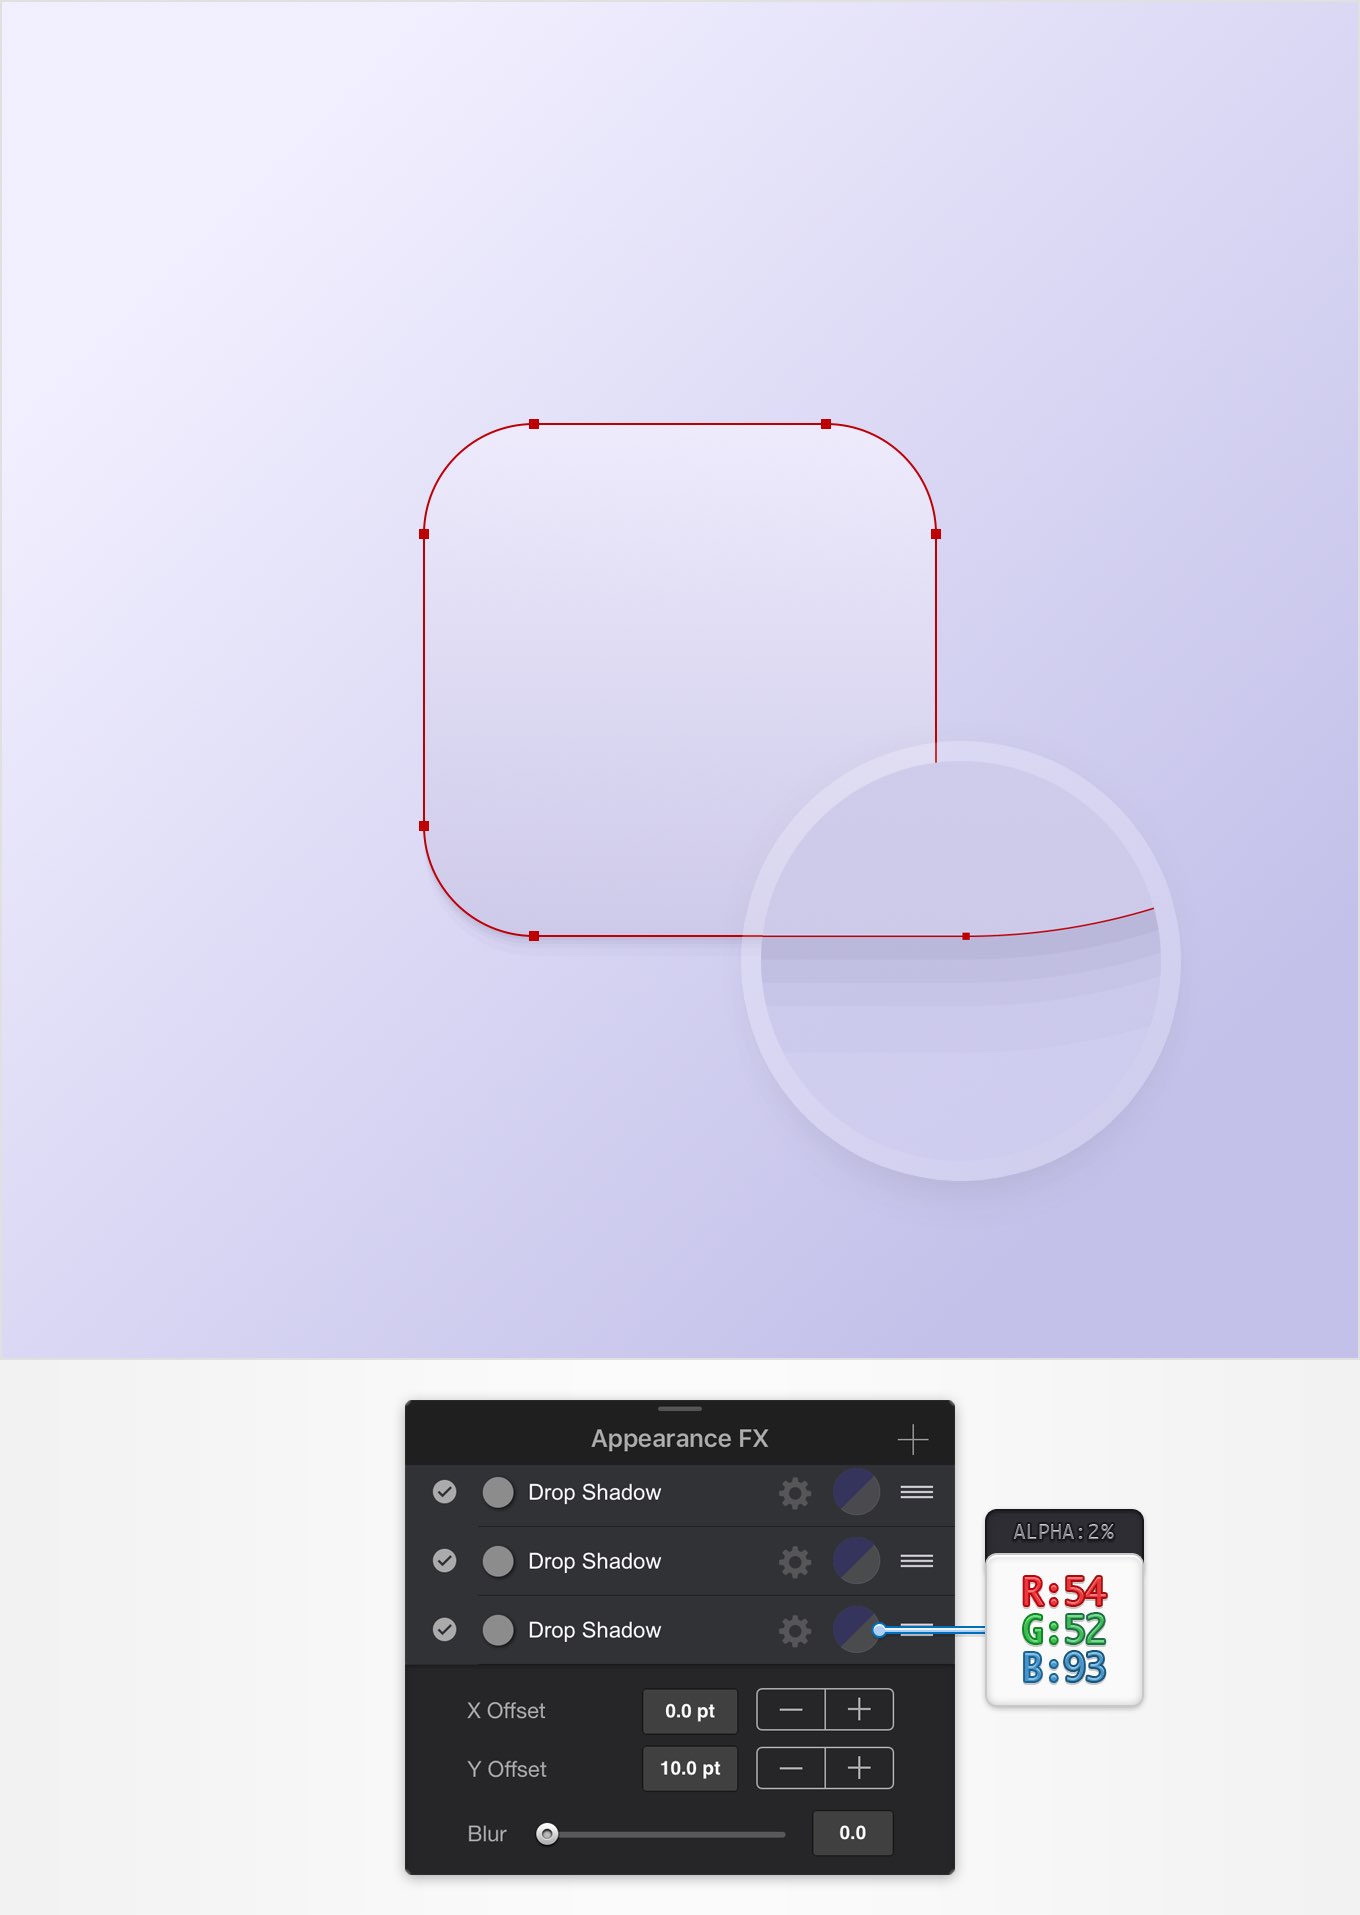 Appearance FX
Drop Shadow
Drop Shadow
Drop Shadow
ALPHA:2%
R:54
G:52
B:93
X Offset 0.0 pt
Y Offset 10.0 pt
Blur 0.0